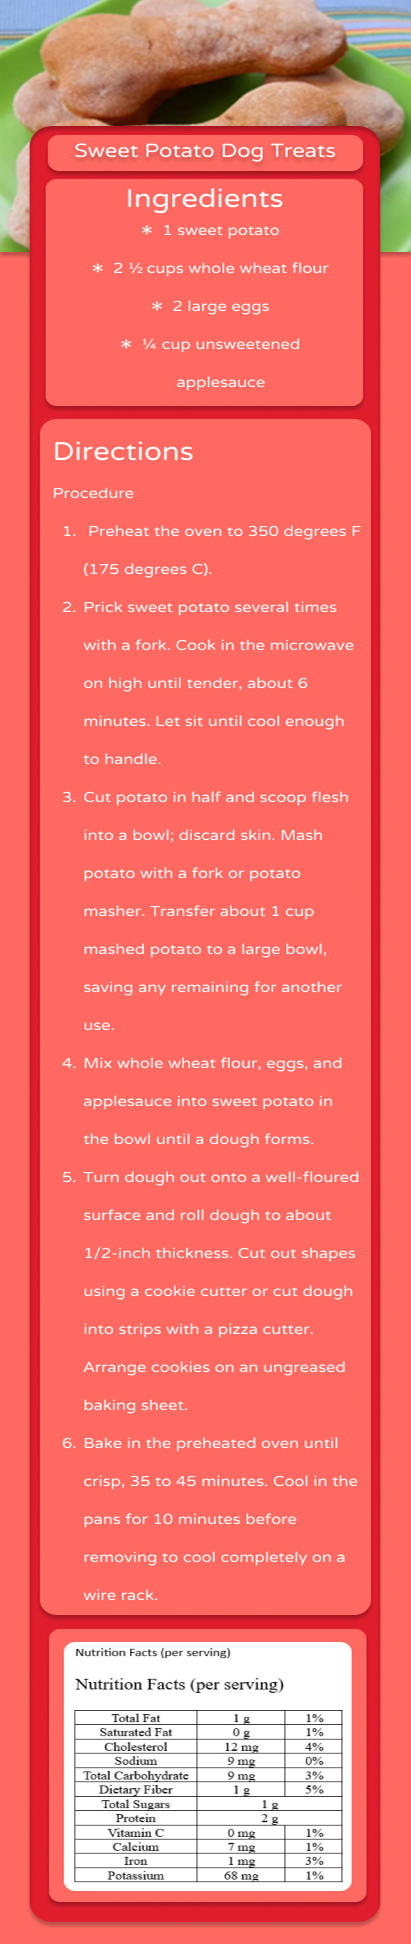 Sweet Potato Dog Treats
Ingredients
* 1 sweet potato
* 2 ½ cups whole wheat flour
* 2 large eggs
* ¼ cup unsweetened
applesauce
Directions
Procedure
1. Preheat the oven to 350 degrees F
(175 degrees C).
2. Prick sweet potato several times
with a fork. Cook in the microwave
on high until tender, about 6
minutes. Let sit until cool enough
to handle.
3. Cut potato in half and scoop flesh
into a bowl; discard skin. Mash
potato with a fork or potato
masher. Transfer about 1 cup
mashed potato to a large bowl,
saving any remaining for another
use.
4. Mix whole wheat flour, eggs, and
applesauce into sweet potato in
the bowl until a dough forms.
5. Turn dough out onto a well-floured
surface and roll dough to about
1/2-inch thickness. Cut out shapes
using a cookie cutter or cut dough
into strips with a pizza cutter.
Arrange cookies on an ungreased
baking sheet.
6. Bake in the preheated oven until
crisp, 35 to 45 minutes. Cool in the
pans for 10 minutes before
removing to cool completely on a
wire rack.
Nutrition Facts (per serving)
Nutrition Facts (per serving)
Total Fat 1 g 1%
Saturated Fat 0 g 1%
Cholesterol 12 mg 4%
Sodium 9 mg 0%
Total Carbohydrate 9 mg 3%
Dietary Fiber 1 g 5%
Total Sugars 1 g
Protein 2 g
Vitamin C 0 mg 1%
Calcium 7 mg 1%
Iron 1 mg 3%
Potassium 68 mg 1%